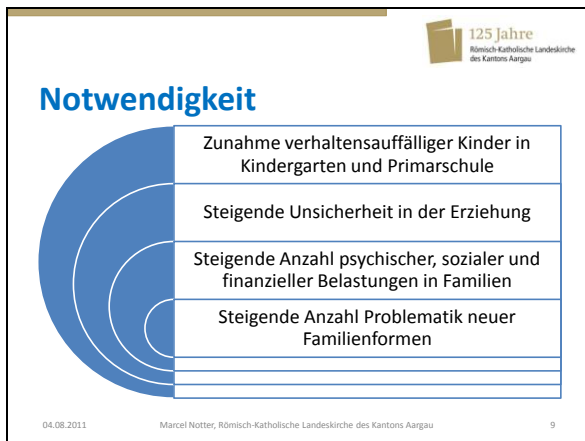 125 Jahre
Römisch-Katholische Landeskirche
des Kantons Aargau
Notwendigkeit
Zunahme verhaltensauffälliger Kinder in
Kindergarten und Primarschule
Steigende Unsicherheit in der Erziehung
Steigende Anzahl psychischer, sozialer und
finanzieller Belastungen in Familien
Steigende Anzahl Problematik neuer
Familienformen
04.08.2011 Marcel Notter, Römisch-Katholische Landeskirche des Kantons Aargau 9